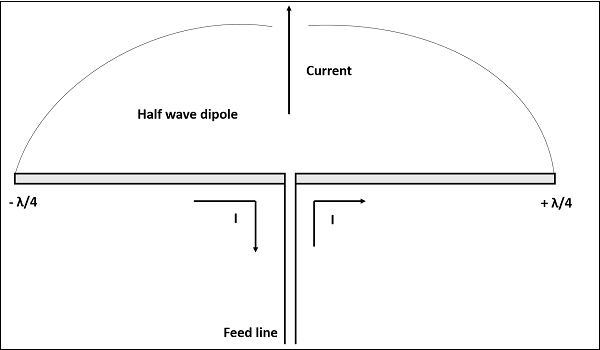 Current
Half wave dipole
- λ/4
+ λ/4
I
I
Feed line